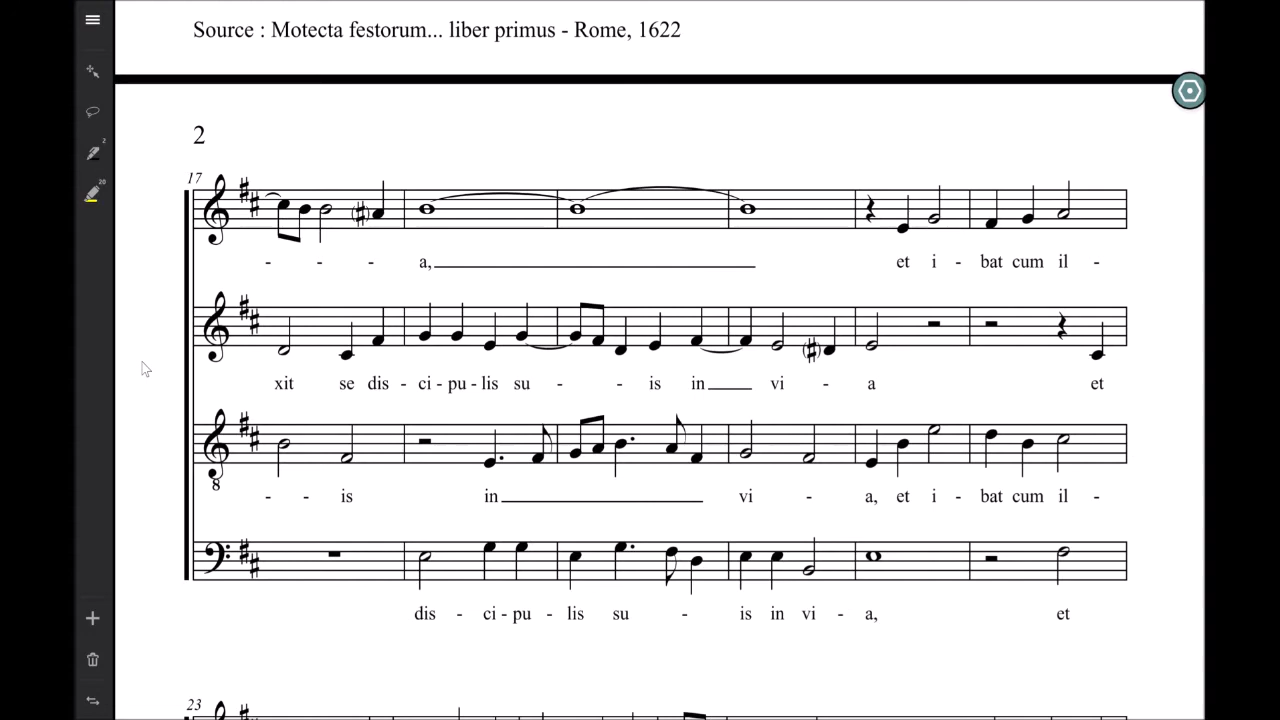 Source : Motecta festorum... liber primus - Rome, 1622
2
17
- - - a, et i - bat cum il -
xit se dis - ci - pu - lis su - - is in vi - a et
8
- - is in vi - a, et i - bat cum il -
dis - ci - pu - lis su - is in vi - a, et
23
2
20